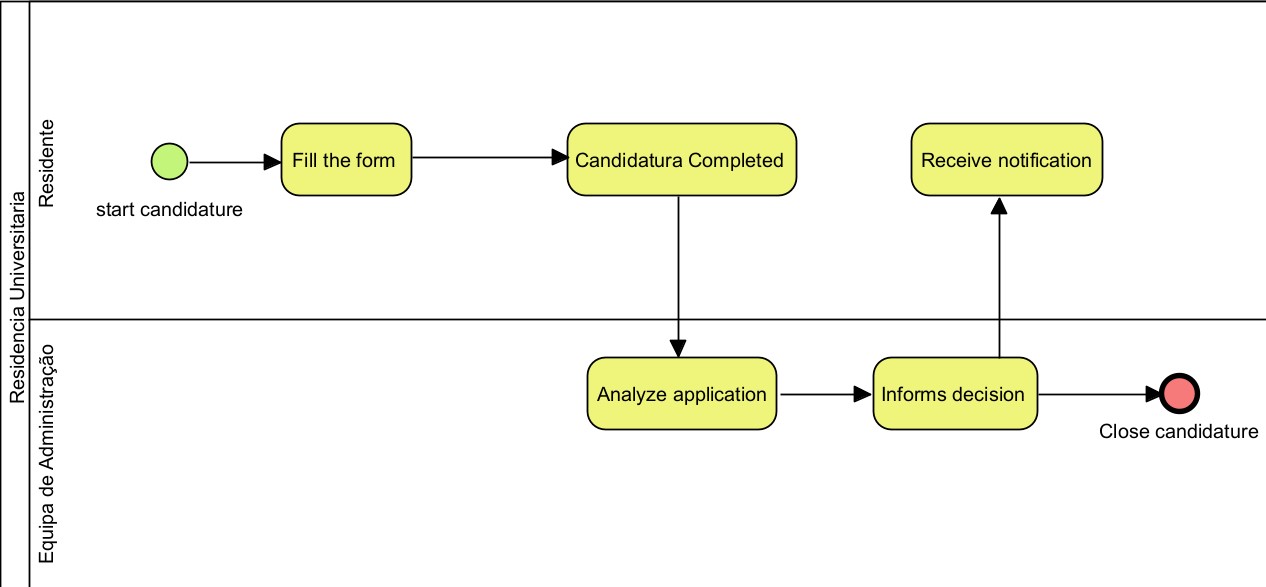 Residencia Universitaria
Residente
start candidature
Fill the form
Candidatura Completed
Receive notification
Equipa de Administração
Analyze application
Informs decision
Close candidature